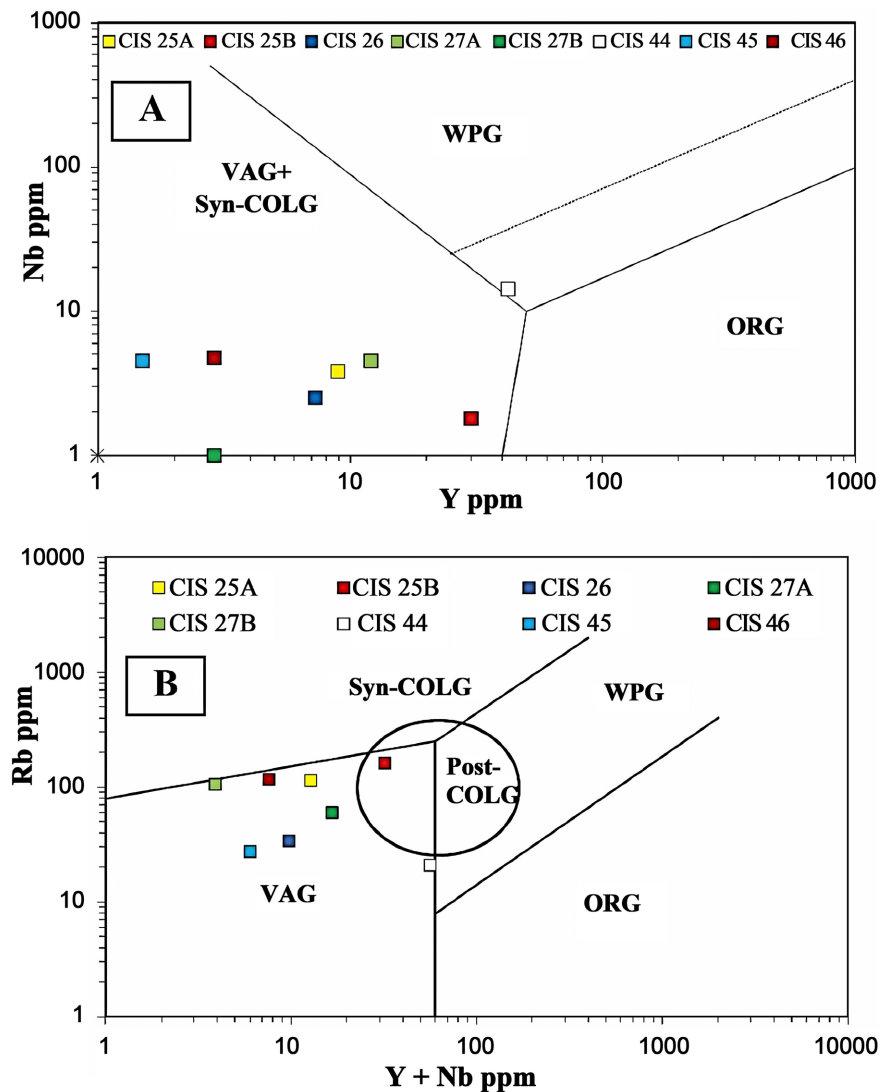 1000
CIS 25A CIS 25B CIS 26 CIS 27A CIS 27B CIS 44 CIS 45 CIS 46
A
WPG
VAG+
Syn-COLG
100
Nb ppm
10
ORG
1
1 10 100 1000
Y ppm
10000
CIS 25A CIS 25B CIS 26 CIS 27A
CIS 27B CIS 44 CIS 45 CIS 46
B
Syn-COLG
WPG
1000
Rb ppm
Post-
COLG
100
VAG
ORG
10
1
1 10 100 1000 10000
Y + Nb ppm